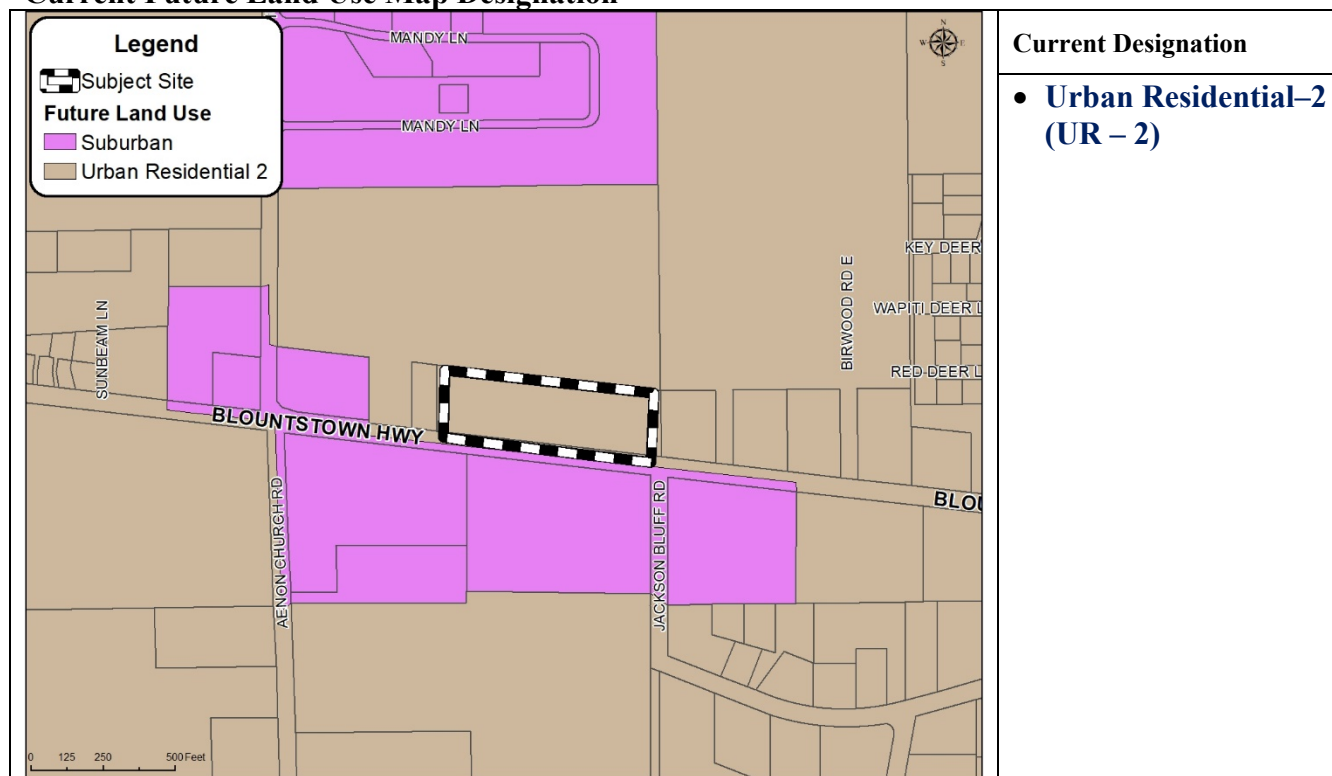 Current Future Land Use Map Designation
Legend
Subject Site
Future Land Use
Suburban
Urban Residential 2
MANDY LN
MANDY LN
N
W E
S
Current Designation
• Urban Residential–2
(UR – 2)
KEY DEER
WAPITI DEER L
RED DEER L
BIRWOOD RD E
SUNBEAM LN
BLOUNTSTOWN HWY
BLOU
AENON CHURCH RD
JACKSON BLUFF RD
0 125 250 500 Feet